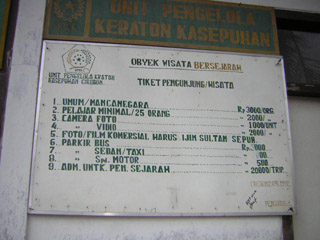 UNIT PENGELOLA
KERATON KASEPUHAN
OBYEK WISATA BERSEJARAH
UNIT PENGELOLA KRATON
KASEPUHAN CIREBON.
TIKET PENGUNJUNG/WISATA
1. UMUM/MANCANEGARA Rp 3000/ORG.
2. PELAJAR MINIMAL/25 ORANG 2000/ "
3. CAMERA FOTO " 1000/UNT
4. " VIDIO " 2000/ "
5. FOTO/FILM KOMERSIAL HARUS IJIN SULTAN SEPUH
6. PARKIR BUS
7. " SEDAN/TAXI
8. " SP. MOTOR " 500
9. ADM. UNTK. PEN. SEJARAH " 20000/TRIP.